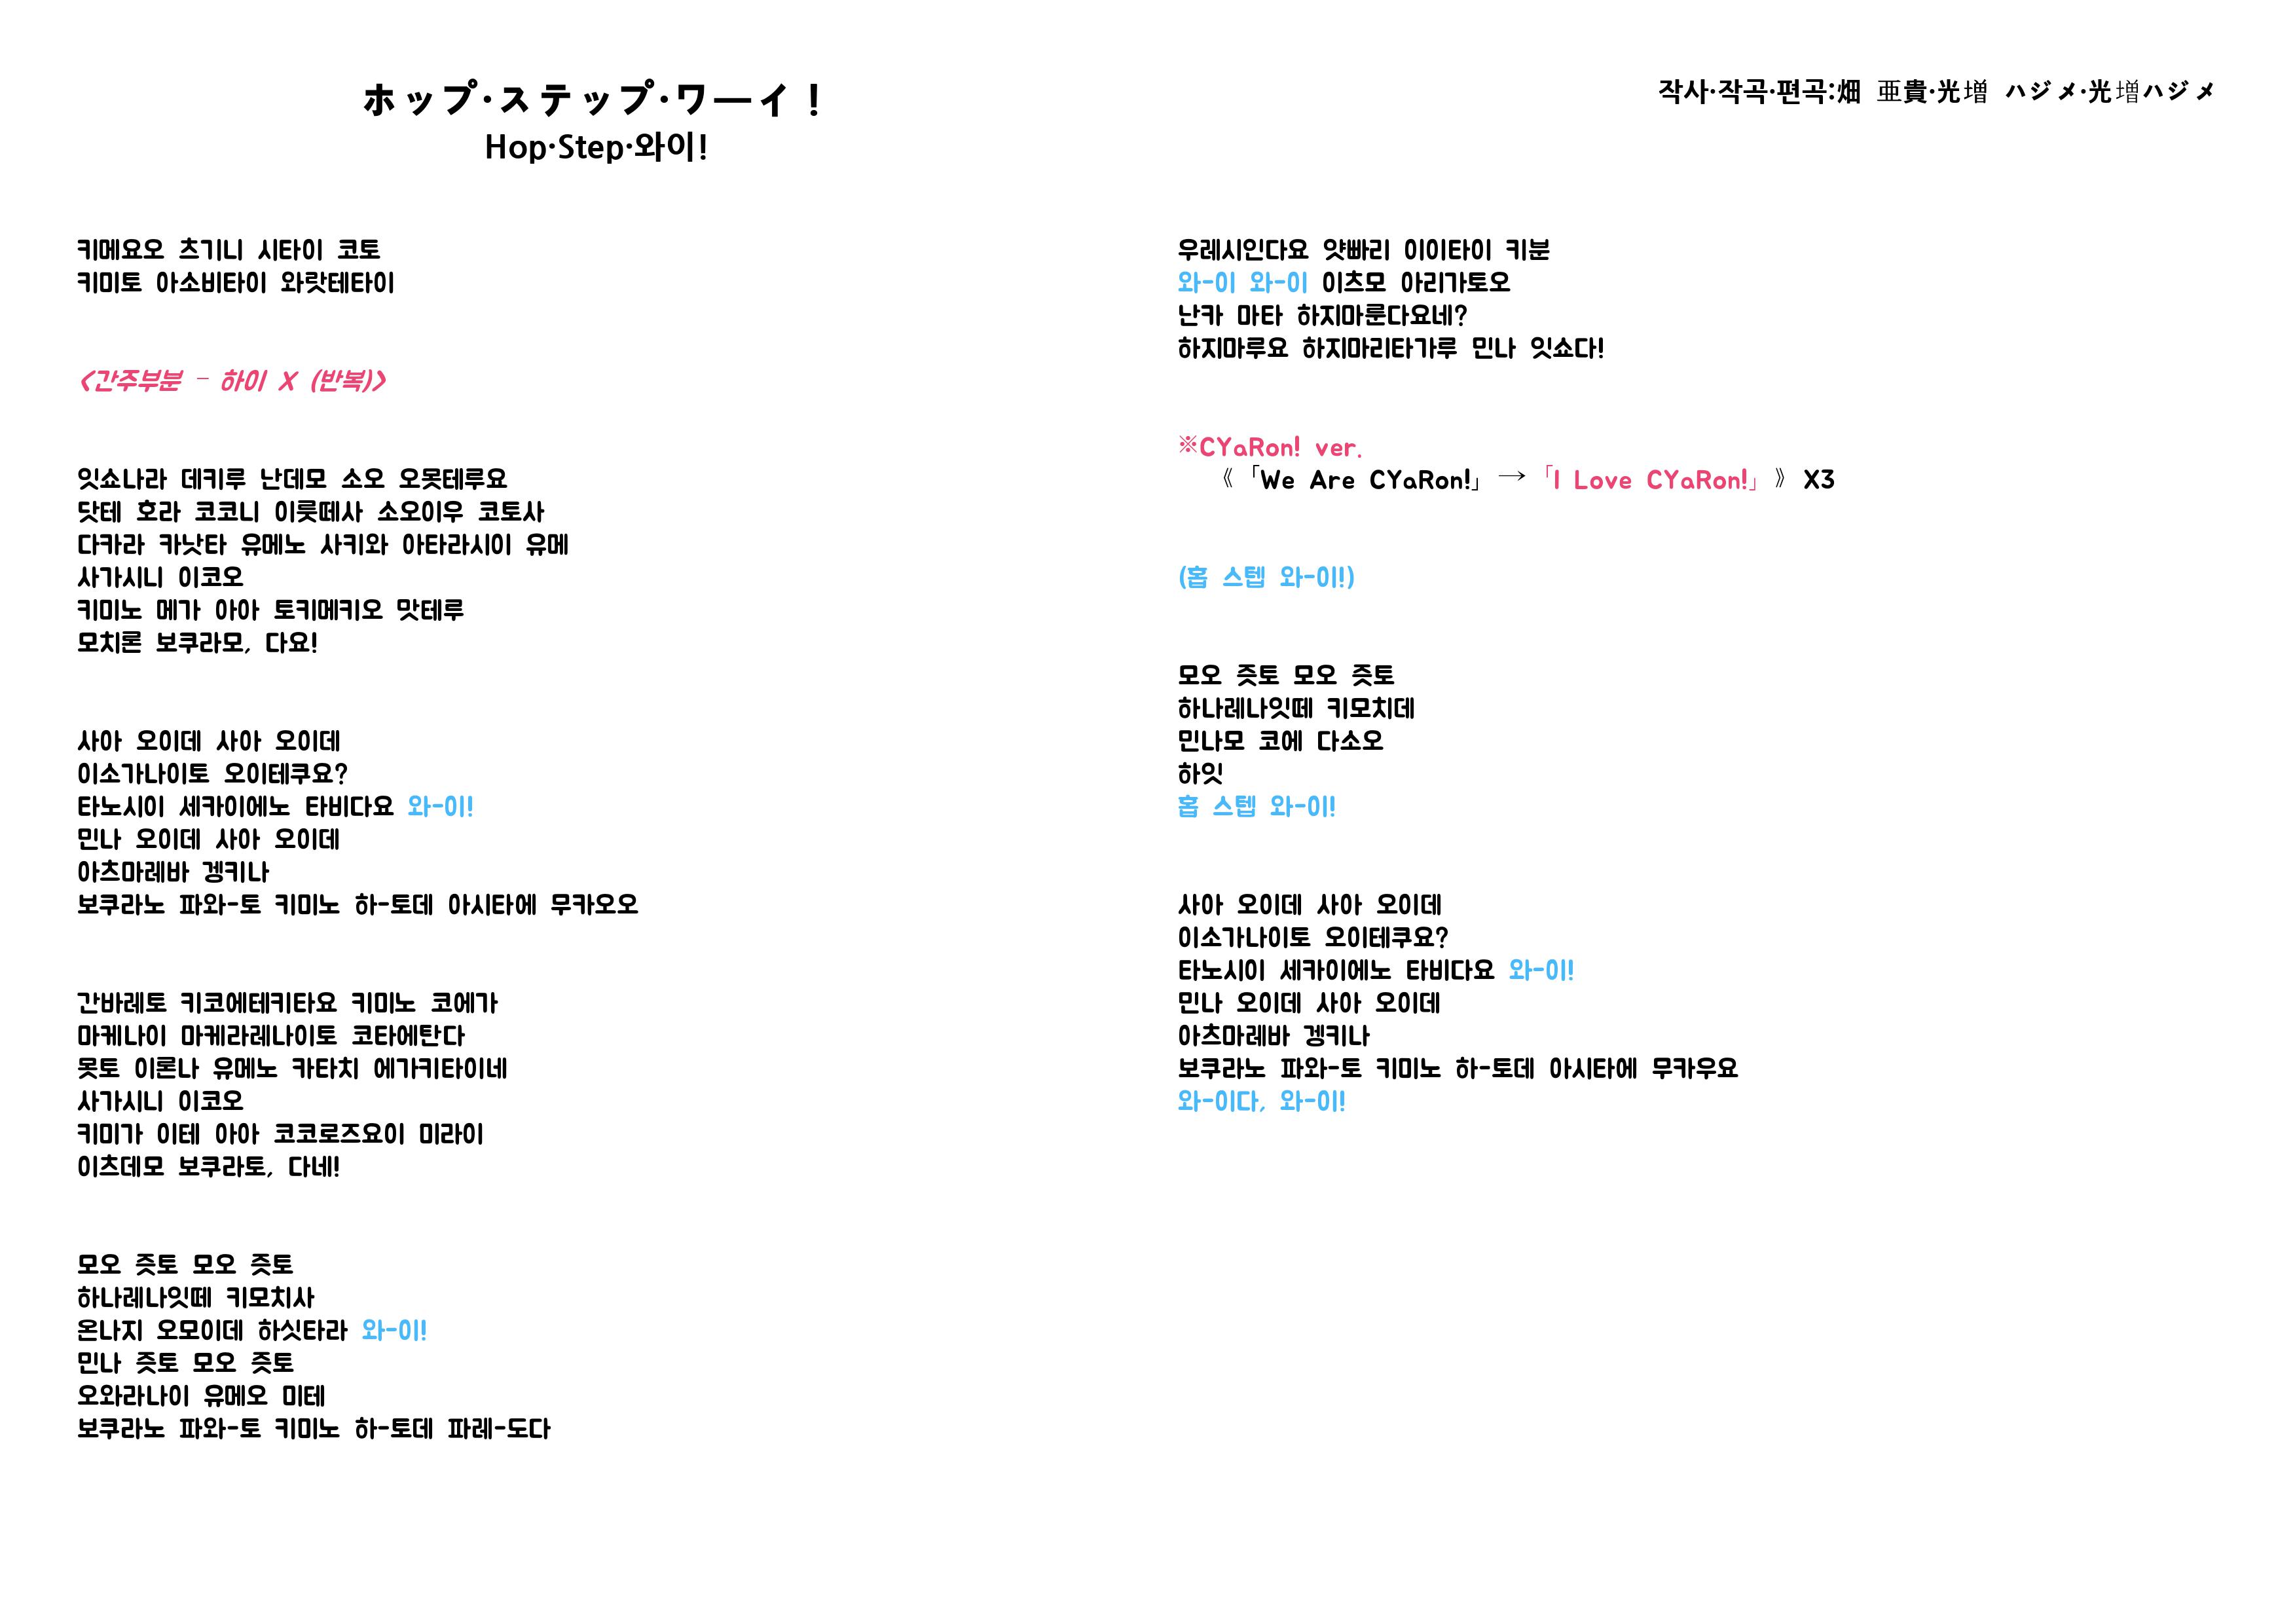 ホップ·ステップ·ワーイ！
Hop·Step·와이!
작사·작곡·편곡:畑 亜貴·光増 ハジメ·光増ハジメ
키메요오 츠기니 시타이 코토
키미토 아소비타이 와랏테타이
<간주부분 - 하이 X (반복)>
잇쇼나라 데키루 난데모 소오 오못테루요
닷테 호라 코코니 이룻떼사 소오이우 코토사
다카라 카낫타 유메노 사키와 아타라시이 유메
사가시니 이코오
키미노 메가 아아 토키메키오 맛테루
모치론 보쿠라모, 다요!
사아 오이데 사아 오이데
이소가나이토 오이테쿠요?
타노시이 세카이에노 타비다요 와-이!
민나 오이데 사아 오이데
아츠마레바 겡키나
보쿠라노 파와-토 키미노 하-토데 아시타에 무카오오
간바레토 키코에테키타요 키미노 코에가
마케나이 마케라레나이토 코타에탄다
못토 이론나 유메노 카타치 에가키타이네
사가시니 이코오
키미가 이테 아아 코코로즈요이 미라이
이츠데모 보쿠라토, 다네!
모오 즛토 모오 즛토
하나레나잇떼 키모치사
온나지 오모이데 하싯타라 와-이!
민나 즛토 모오 즛토
오와라나이 유메오 미테
보쿠라노 파와-토 키미노 하-토데 파레-도다
우레시인다요 얏빠리 이이타이 키분
와-이 와-이 이츠모 아리가토오
난카 마타 하지마룬다요네?
하지마루요 하지마리타가루 민나 잇쇼다!
※CYaRon! ver.
《「We Are CYaRon!」→「I Love CYaRon!」》X3
(홉 스텝 와-이!)
모오 즛토 모오 즛토
하나레나잇떼 키모치데
민나모 코에 다소오
하잇
홉 스텝 와-이!
사아 오이데 사아 오이데
이소가나이토 오이테쿠요?
타노시이 세카이에노 타비다요 와-이!
민나 오이데 사아 오이데
아츠마레바 겡키나
보쿠라노 파와-토 키미노 하-토데 아시타에 무카우요
와-이다, 와-이!